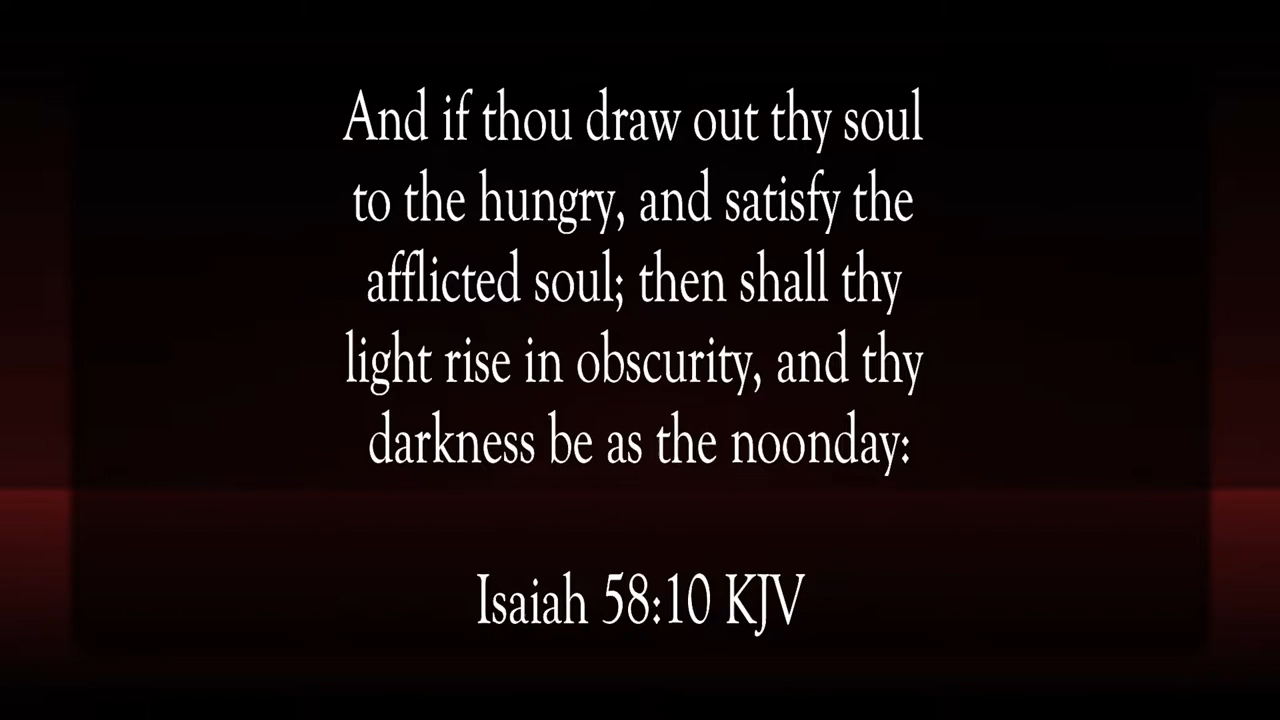 And if thou draw out thy soul
to the hungry, and satisfy the
afflicted soul; then shall thy
light rise in obscurity, and thy
darkness be as the noonday:
Isaiah 58:10 KJV